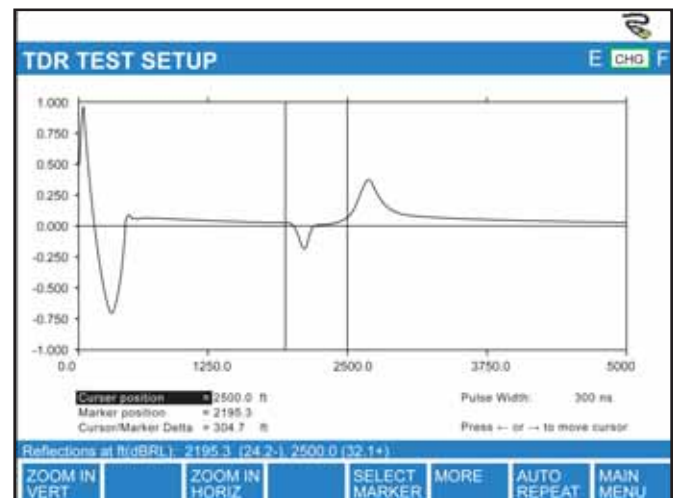 TDR TEST SETUP E CHG F
1.000
0.750
0.500
0.250
-0.000
-0.250
-0.500
-0.750
-1.000
0.0 1250.0 2500.0 3750.0 5000
Curser position = 2500.0 ft Pulse Width: 300 ns
Marker position = 2195.3
Cursor/Marker Delta = 304.7 ft Press ← or → to move cursor
Reflections at ft(dBRL): 2195.3 (24.2-), 2500.0 (32.1+)
ZOOM IN VERT ZOOM IN HORIZ SELECT MARKER MORE AUTO REPEAT MAIN MENU